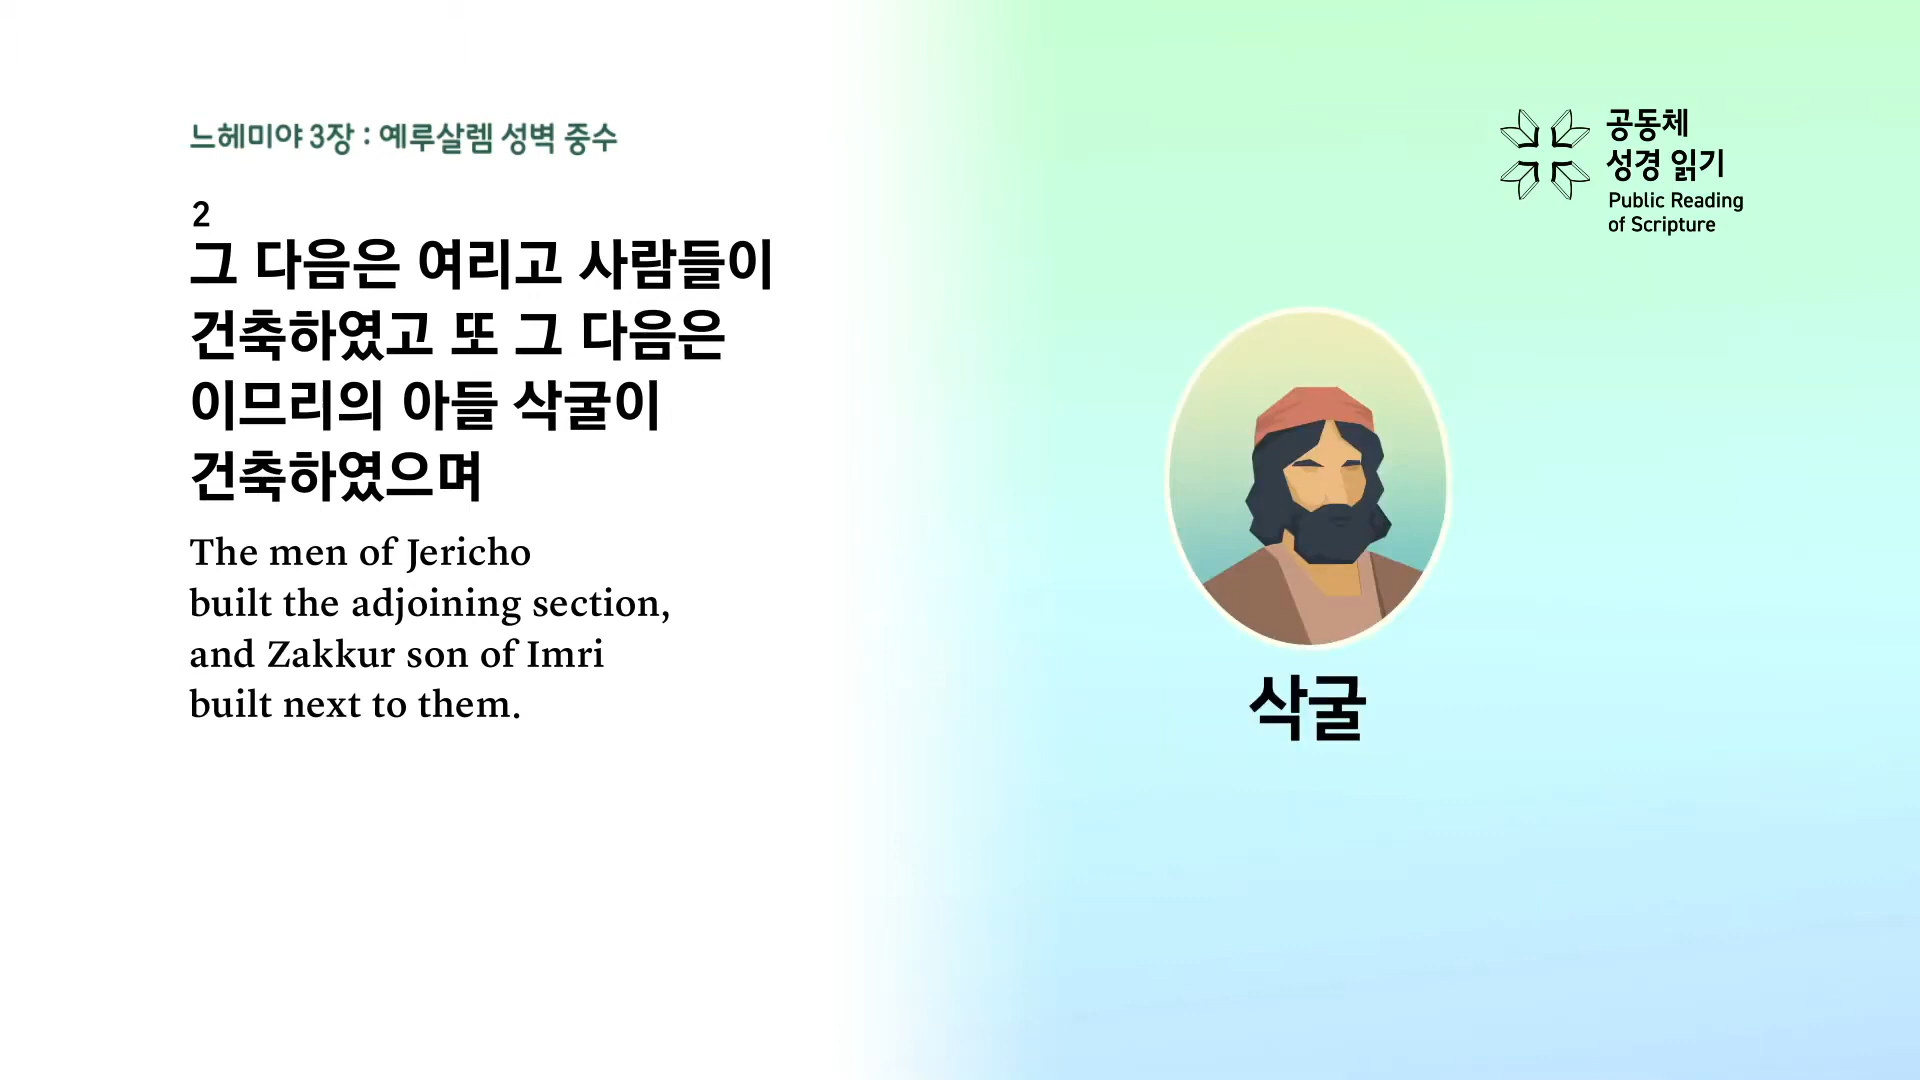 느헤미야 3장 : 예루살렘 성벽 중수
2
그 다음은 여리고 사람들이
건축하였고 또 그 다음은
이므리의 아들 삭굴이
건축하였으며
The men of Jericho
built the adjoining section,
and Zakkur son of Imri
built next to them.
공동체
성경 읽기
Public Reading
of Scripture
삭굴